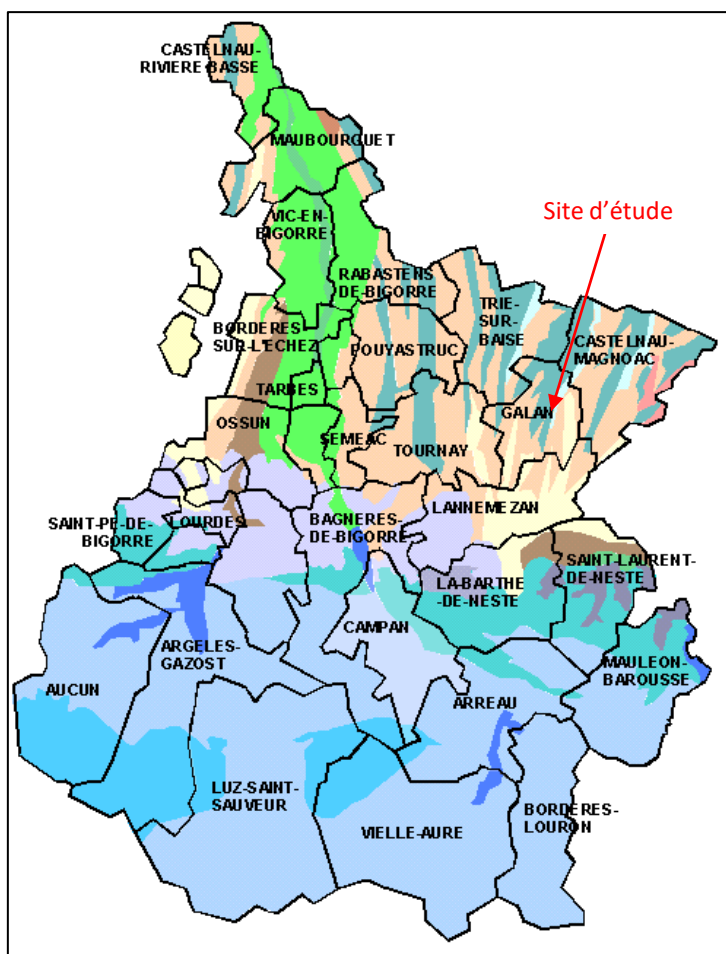 CASTELNAU-
RIVIERE BASSE
MAUBOURGUET
VIC-EN-
BIGORRE
Site d'étude
RABASTENS
DE-BIGORRE
TRIE-
SUR-
BAISE
BORDERES
SUR-L'ECHEZ
POUYASTRUC
CASTELNAU-
MAGNOAC
TARBES
GALAN
OSSUN
SEMEAC
TOURNAY
LANNEMEZAN
SAINT-PE-DE-
BIGORRE
LOURDES
BAGNERES-
DE-BIGORRE
LA-BARTHE
-DE-NESTE
SAINT-LAURENT-
DE-NESTE
CAMPAN
ARGELES-
GAZOST
MAULEON-
BAROUSSE
AUCUN
ARREAU
LUZ-SAINT-
SAUVEUR
BORDERES-
LOURON
VIELLE-AURE